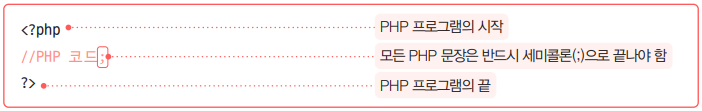 <?php PHP 프로그램의 시작
//PHP 코드; 모든 PHP 문장은 반드시 세미콜론(;)으로 끝나야 함
?> PHP 프로그램의 끝